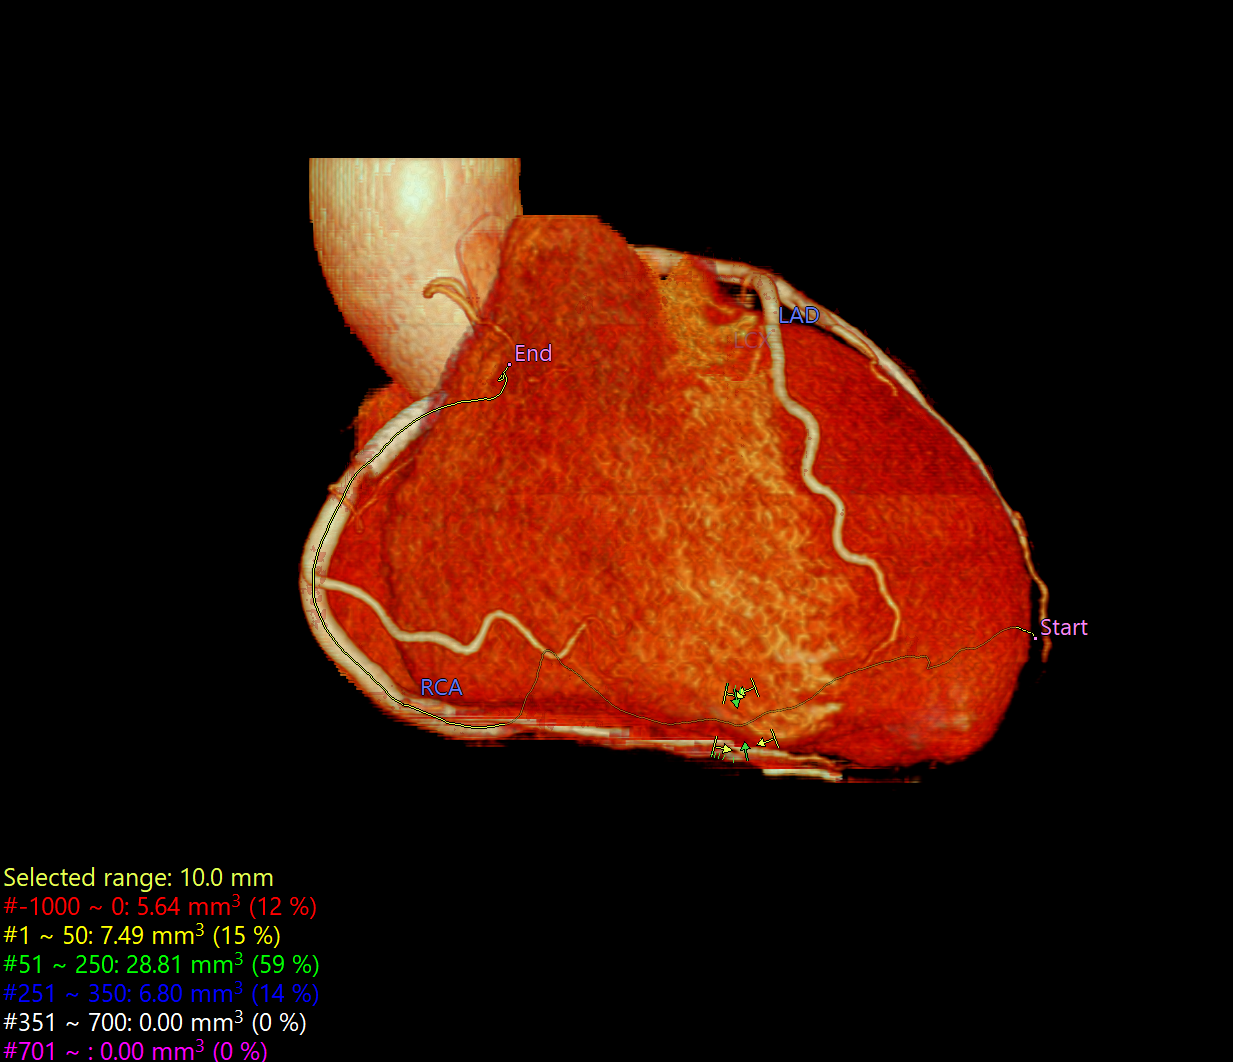 LAD
End
Start
RCA
Selected range: 10.0 mm
#-1000 ~ 0: 5.64 mm³ (12 %)
#1 ~ 50: 7.49 mm³ (15 %)
#51 ~ 250: 28.81 mm³ (59 %)
#251 ~ 350: 6.80 mm³ (14 %)
#351 ~ 700: 0.00 mm³ (0 %)
#701 ~ : 0.00 mm³ (0 %)